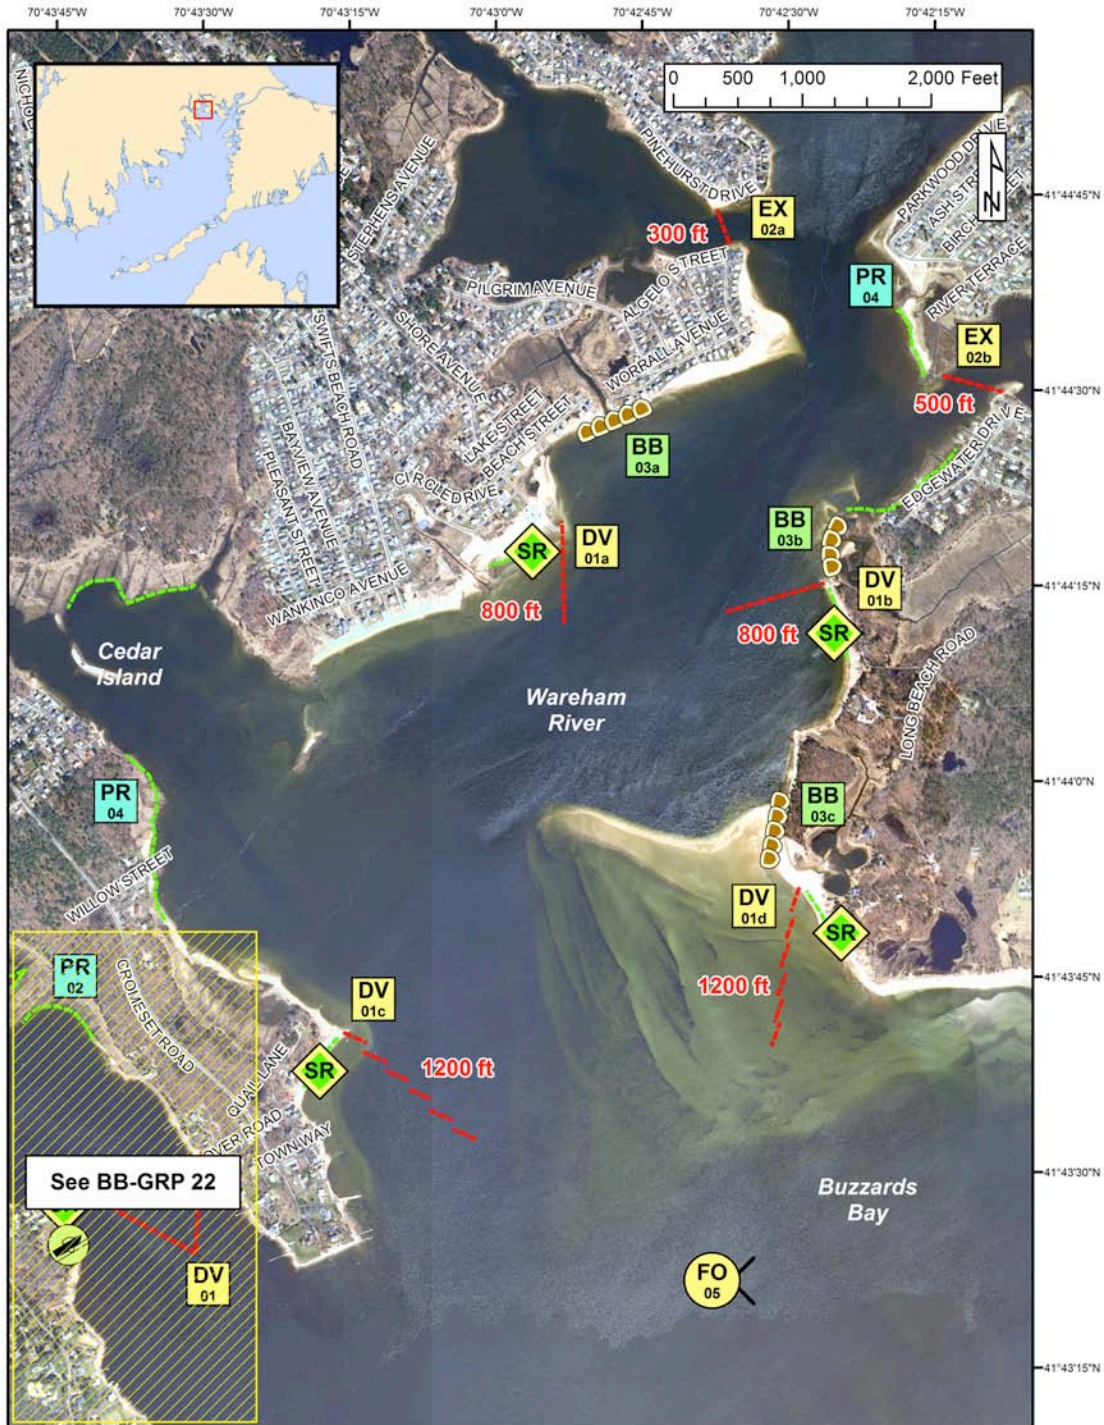 70°43'45"W
70°43'30"W
70°43'15"W
70°43'0"W
70°42'45"W
70°42'30"W
70°42'15"W
0 500 1,000 2,000 Feet
N
41°44'45"N
41°44'30"N
41°44'15"N
41°44'0"N
41°43'45"N
41°43'30"N
41°43'15"N
STEPHENS AVENUE
PINEHURST DRIVE
PARKWOOD DRIVE
BIRCH STREET
RIVER TERRACE
EX
02a
300 ft
PILGRIM AVENUE
ALGELO STREET
PR
04
EX
02b
500 ft
SWIFTS BEACH ROAD
SHORE AVENUE
WORRALL AVENUE
LAKE STREET
BEACH STREET
BB
03a
EDGEWATER DRIVE
BAYVIEW AVENUE
PLEASANT STREET
CIRCLE DRIVE
BB
03b
SR
DV
01a
WANKINCO AVENUE
800 ft
DV
01b
800 ft
SR
Cedar
Island
Wareham
River
LONG BEACH ROAD
PR
04
BB
03c
WILLOW STREET
DV
01d
SR
PR
02
CROMESET ROAD
1200 ft
DV
01c
SR
1200 ft
QUAIL LANE
OVER ROAD
TOWN WAY
See BB-GRP 22
Buzzards
Bay
DV
01
FO
05